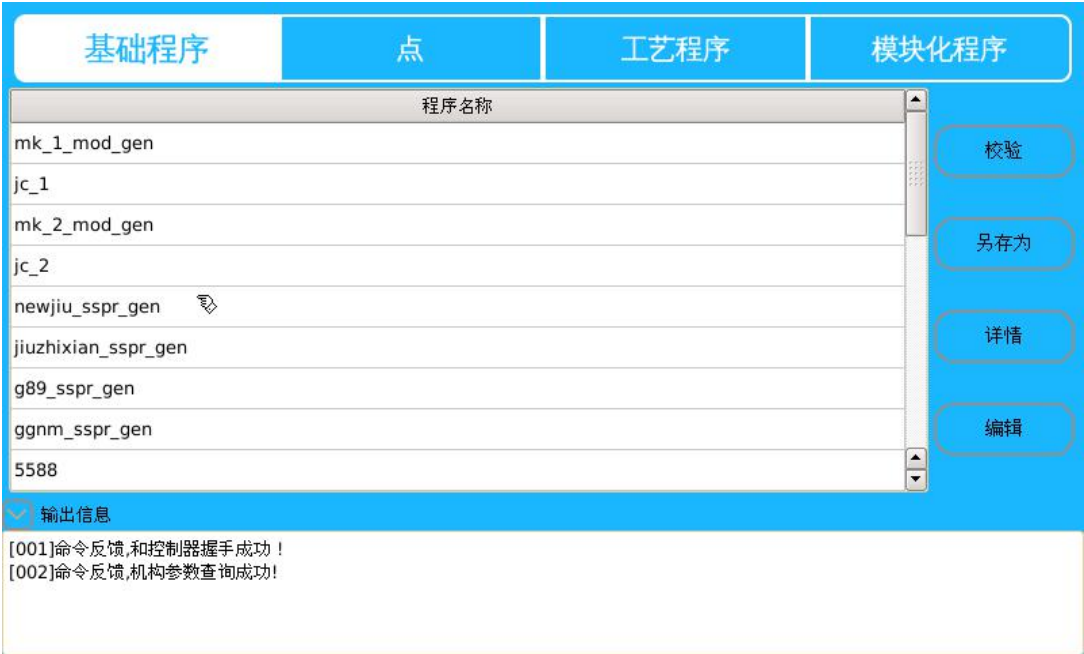 基础程序 点 工艺程序 模块化程序
程序名称
mk_1_mod_gen
校验
jc_1
mk_2_mod_gen
另存为
jc_2
newjiu_sspr_gen
jiuzhixian_sspr_gen
详情
g89_sspr_gen
ggnm_sspr_gen
编辑
5588
输出信息
[001]命令反馈,和控制器握手成功！
[002]命令反馈,机构参数查询成功!